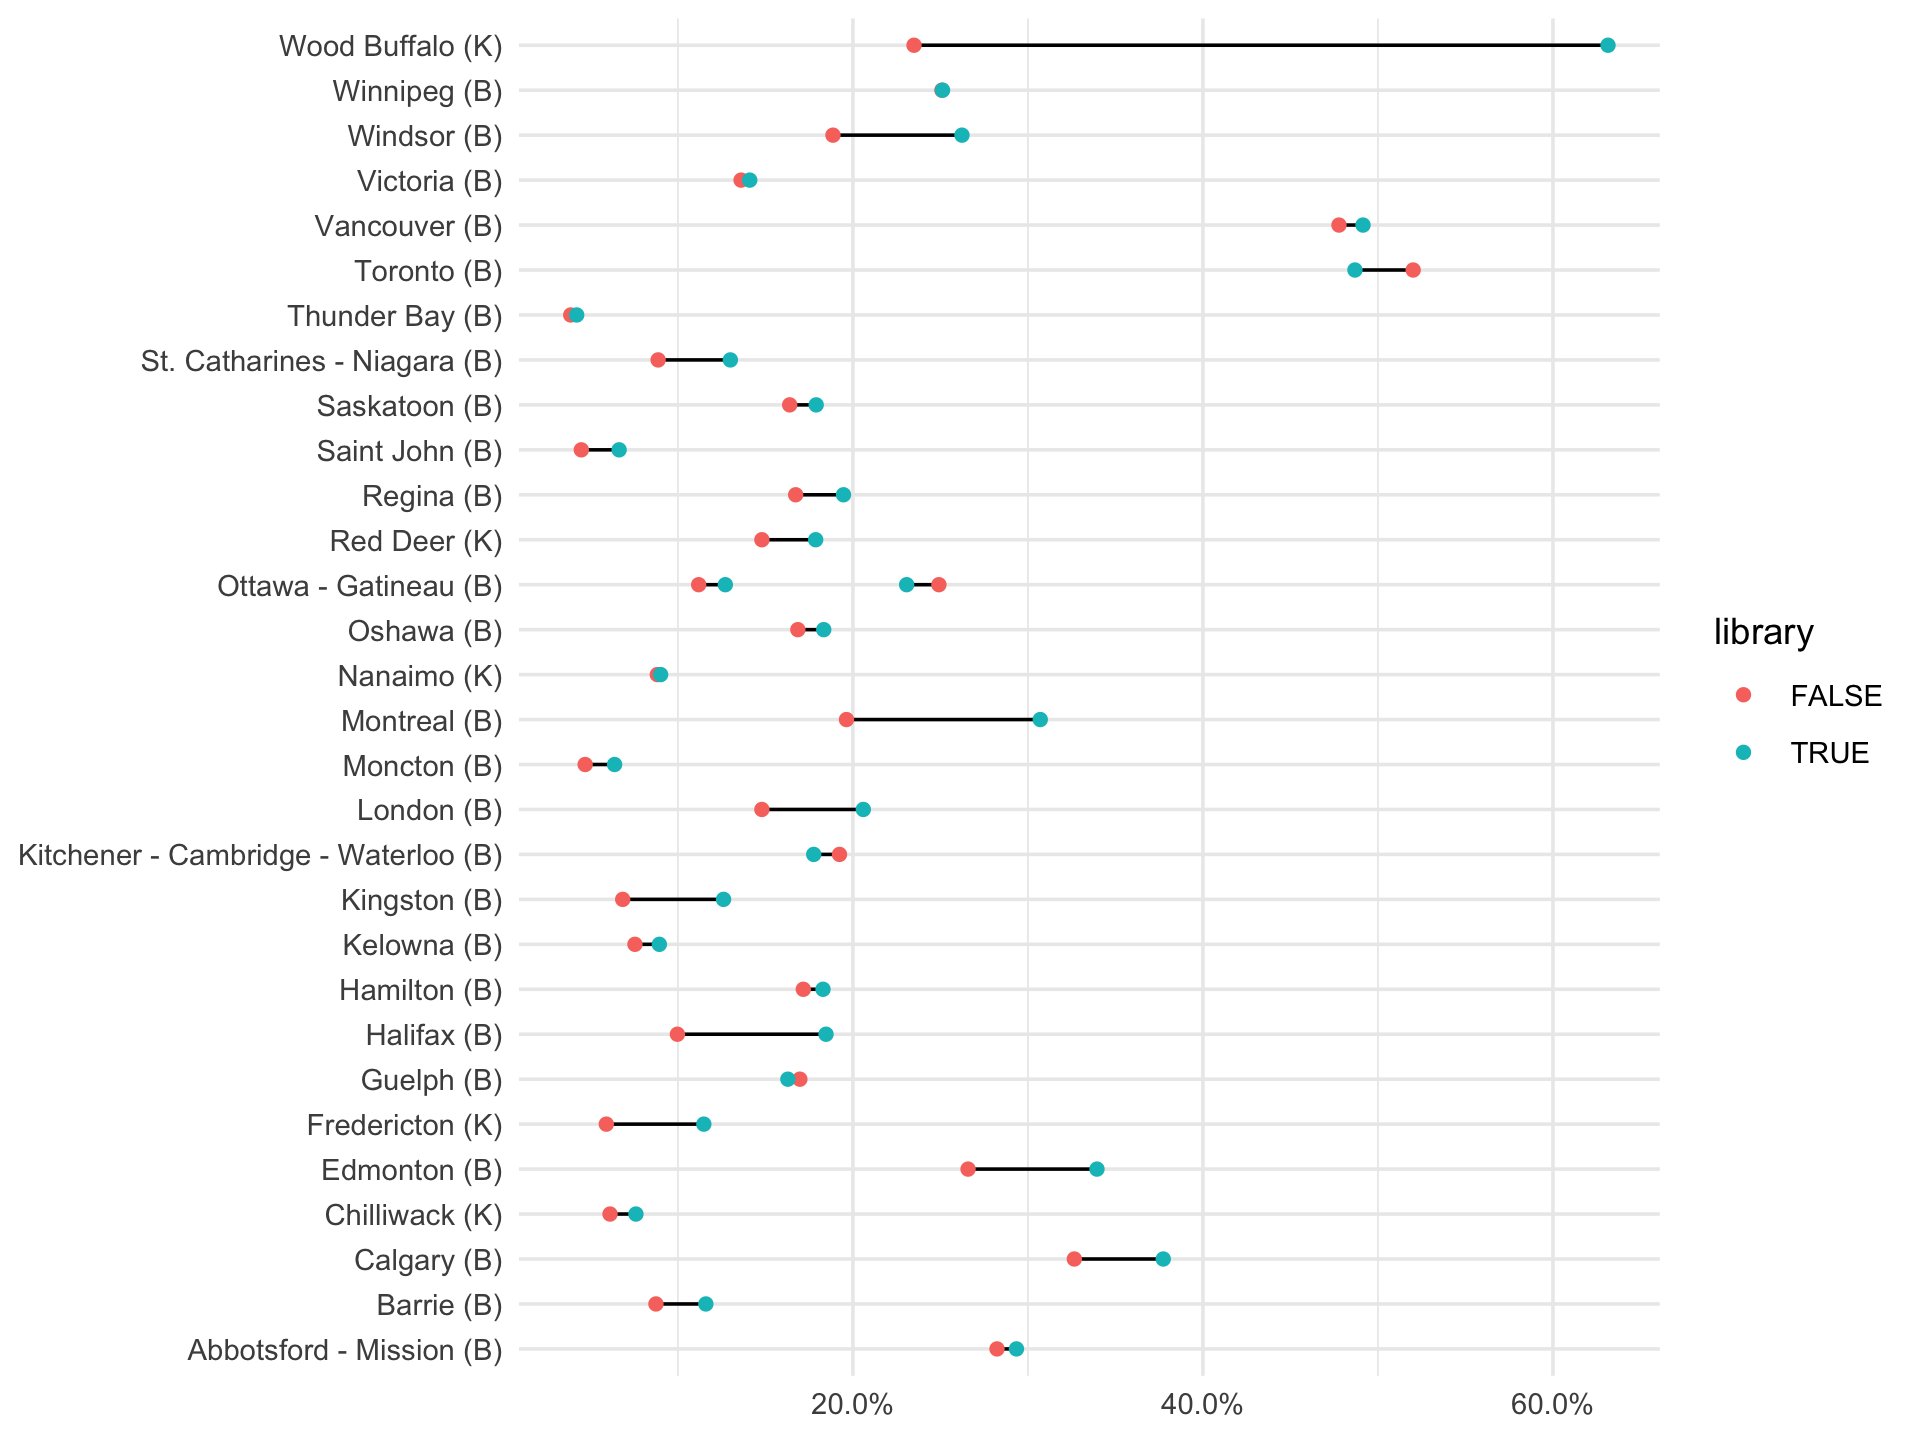 Wood Buffalo (K)
Winnipeg (B)
Windsor (B)
Victoria (B)
Vancouver (B)
Toronto (B)
Thunder Bay (B)
St. Catharines - Niagara (B)
Saskatoon (B)
Saint John (B)
Regina (B)
Red Deer (K)
Ottawa - Gatineau (B)
Oshawa (B)
Nanaimo (K)
Montreal (B)
Moncton (B)
London (B)
Kitchener - Cambridge - Waterloo (B)
Kingston (B)
Kelowna (B)
Hamilton (B)
Halifax (B)
Guelph (B)
Fredericton (K)
Edmonton (B)
Chilliwack (K)
Calgary (B)
Barrie (B)
Abbotsford - Mission (B)
20.0% 40.0% 60.0%
library
FALSE
TRUE